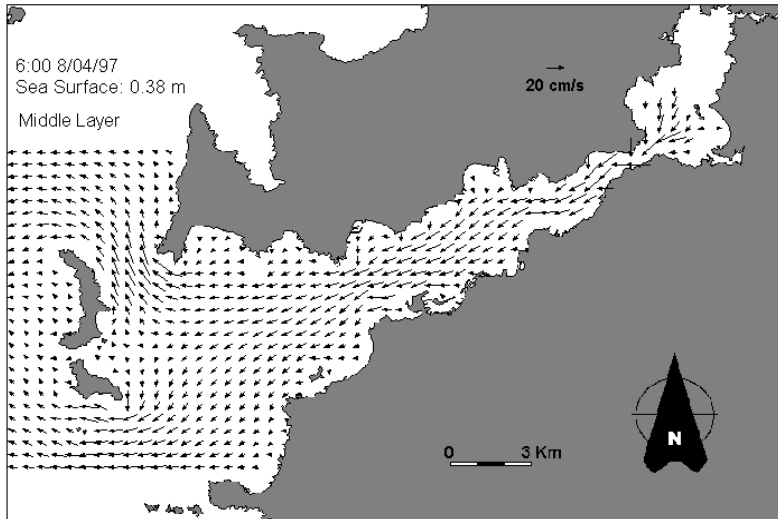 6:00 8/04/97
Sea Surface: 0.38 m
Middle Layer
20 cm/s
0 3 Km
N